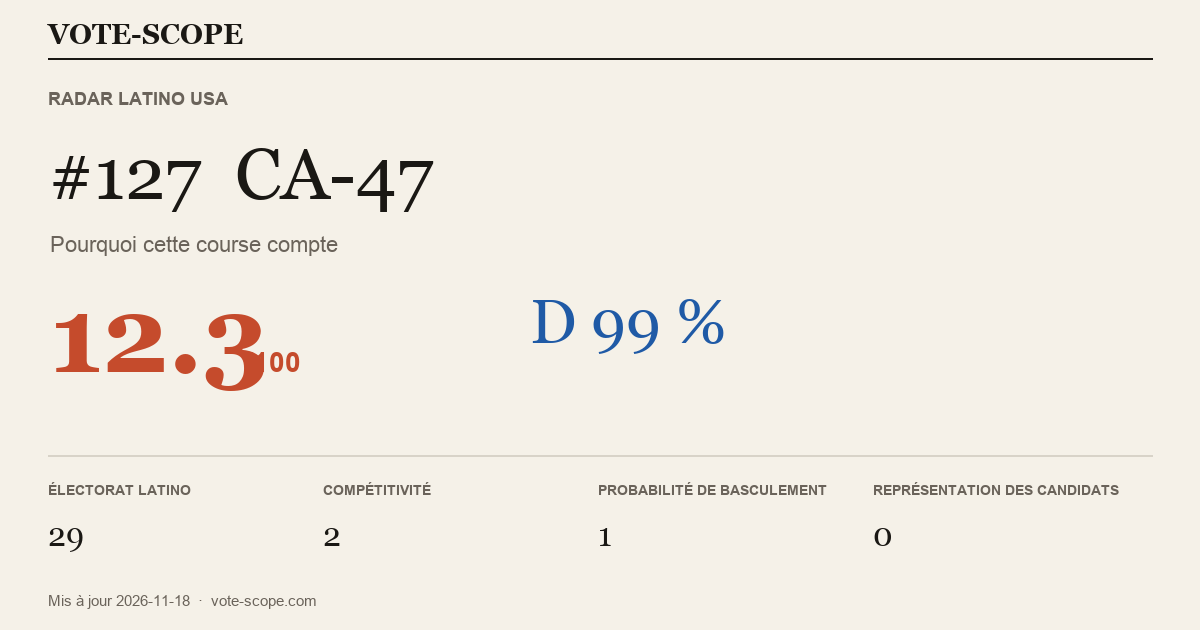 VOTE-SCOPE
RADAR LATINO USA
#127 CA-47
Pourquoi cette course compte
12.3
00
D 99 %
ÉLECTORAT LATINO
COMPÉTITIVITÉ
PROBABILITÉ DE BASCULEMENT
REPRÉSENTATION DES CANDIDATS
29
2
1
0
Mis à jour 2026-11-18 · vote-scope.com